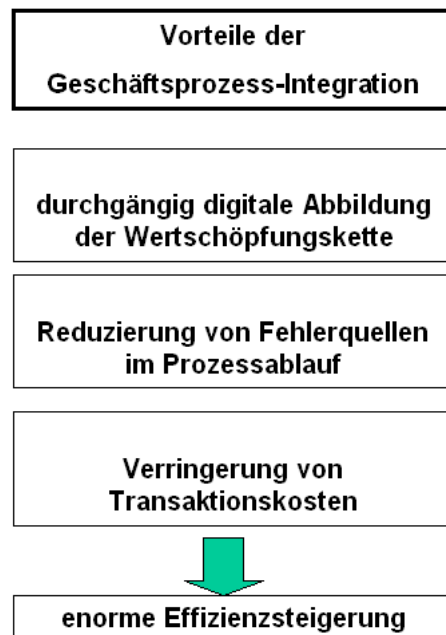 Vorteile der
Geschäftsprozess-Integration
durchgängig digitale Abbildung
der Wertschöpfungskette
Reduzierung von Fehlerquellen
im Prozessablauf
Verringerung von
Transaktionskosten
enorme Effizienzsteigerung